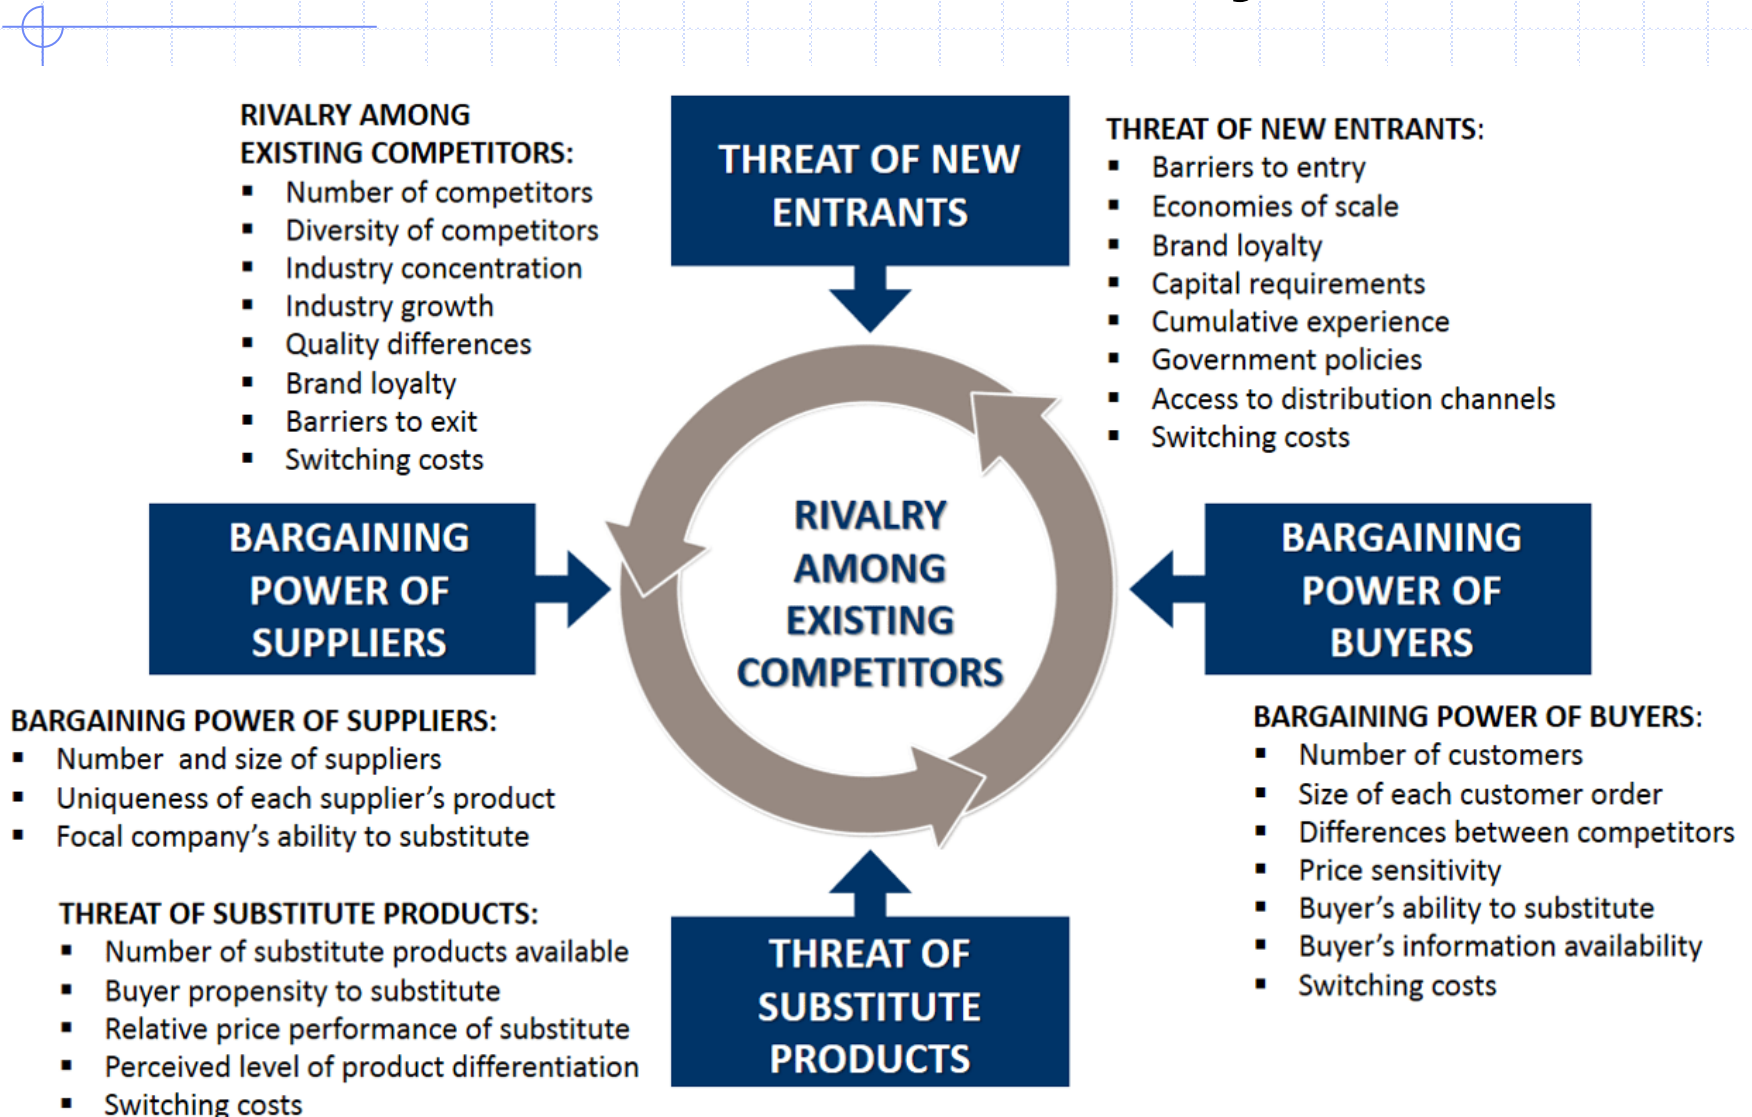 RIVALRY AMONG
EXISTING COMPETITORS:
▪ Number of competitors
▪ Diversity of competitors
▪ Industry concentration
▪ Industry growth
▪ Quality differences
▪ Brand loyalty
▪ Barriers to exit
▪ Switching costs
THREAT OF NEW
ENTRANTS
THREAT OF NEW ENTRANTS:
▪ Barriers to entry
▪ Economies of scale
▪ Brand loyalty
▪ Capital requirements
▪ Cumulative experience
▪ Government policies
▪ Access to distribution channels
▪ Switching costs
BARGAINING
POWER OF
SUPPLIERS
RIVALRY
AMONG
EXISTING
COMPETITORS
BARGAINING
POWER OF
BUYERS
BARGAINING POWER OF SUPPLIERS:
▪ Number  and size of suppliers
▪ Uniqueness of each supplier’s product
▪ Focal company’s ability to substitute
BARGAINING POWER OF BUYERS:
▪ Number of customers
▪ Size of each customer order
▪ Differences between competitors
▪ Price sensitivity
▪ Buyer’s ability to substitute
▪ Buyer’s information availability
▪ Switching costs
THREAT OF SUBSTITUTE PRODUCTS:
▪ Number of substitute products available
▪ Buyer propensity to substitute
▪ Relative price performance of substitute
▪ Perceived level of product differentiation
▪ Switching costs
THREAT OF
SUBSTITUTE
PRODUCTS